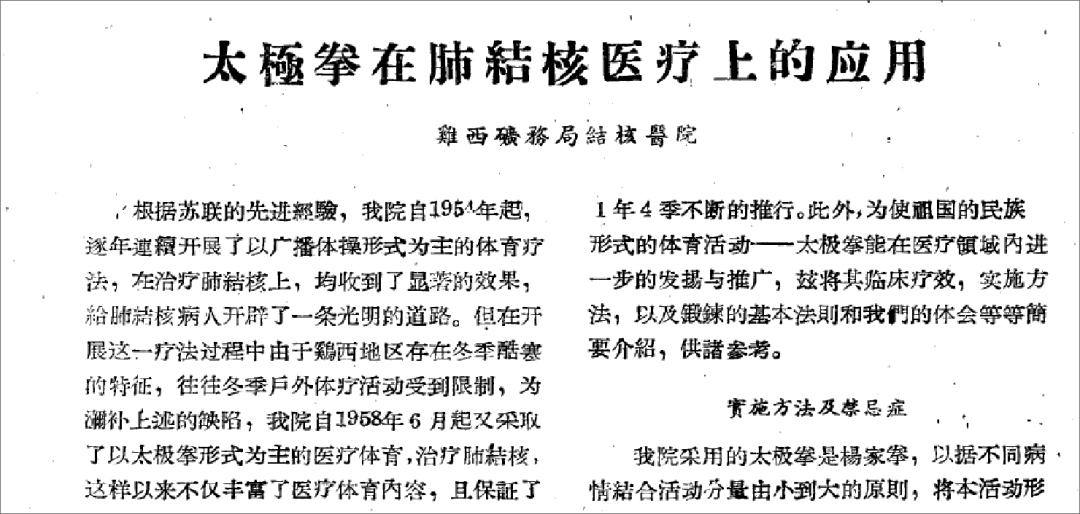 太極拳在肺結核医疗上的应用
雞西礦務局結核醫院
根据苏联的先进經驗，我院自1954年起，
逐年連續开展了以广播体操形式为主的体育疗
法，在治疗肺結核上，均收到了显著的效果，
給肺結核病人开辟了一条光明的道路。但在开
展这一疗法过程中由于鷄西地区存在冬季酷寒
的特征，往往冬季戶外体疗活动受到限制，为
瀰补上述的缺陷，我院自1958年6月起又采取
了以太极拳形式为主的医疗体育，治疗肺結核，
这样以来不仅丰富了医疗体育內容，且保証了
1年4季不断的推行。此外，为使祖国的民族
形式的体育活动——太极拳能在医疗領域內进
一步的发揚与推广，茲将其临床疗效，实施方
法，以及鍛鍊的基本法則和我們的体会等等簡
要介紹，供諸参考。
實施方法及禁忌症
我院采用的太极拳是楊家拳，以据不同病
情結合活动分量由小到大的原則，将本活动形